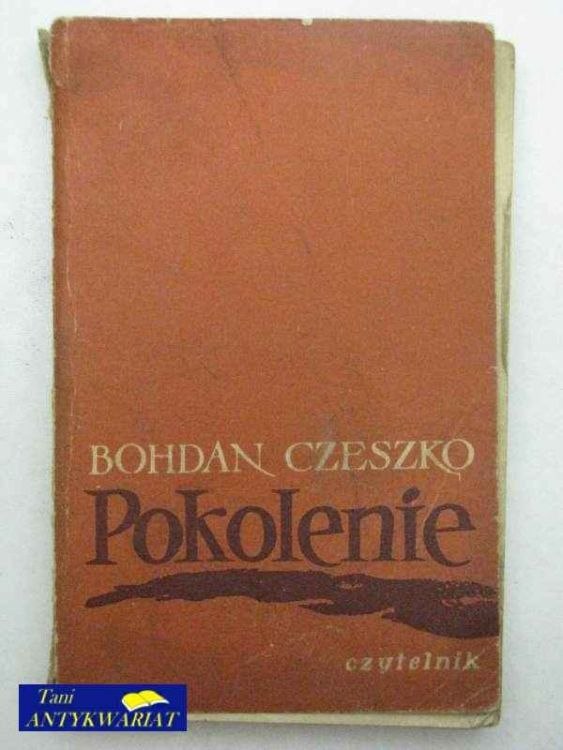 BOHDAN CZESZKO
Pokolenie
czytelnik
Tani
ANTYKWARIAT